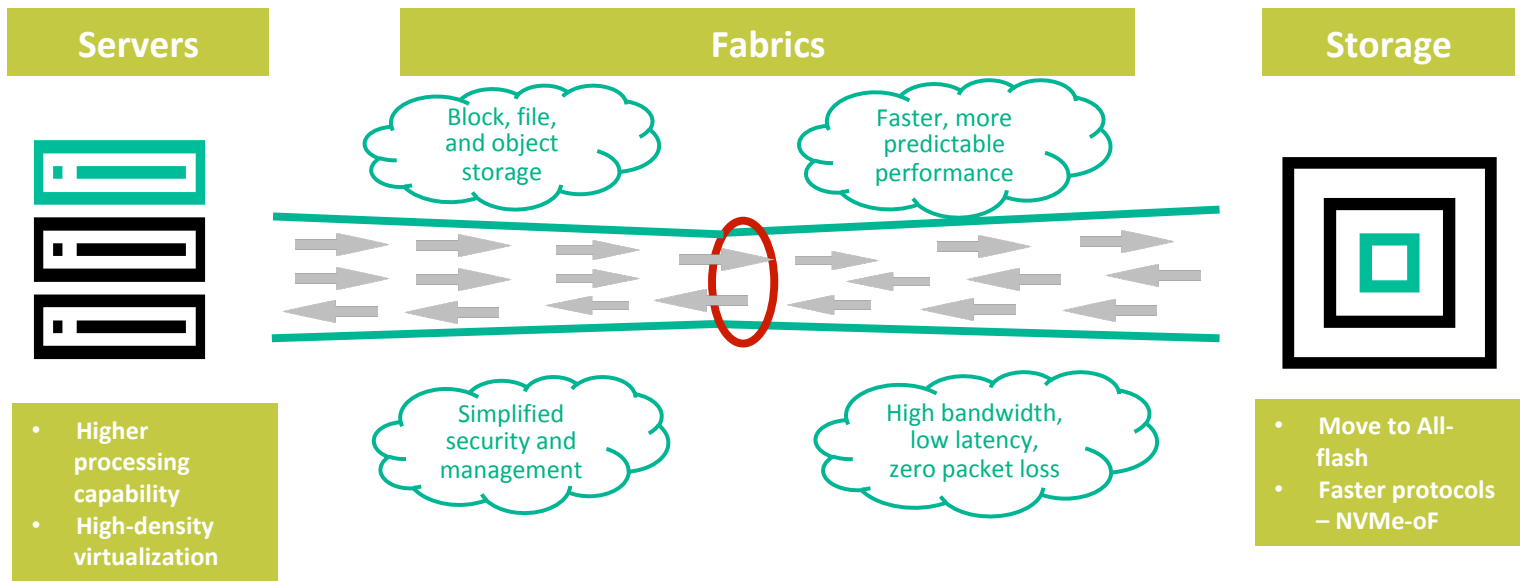 Servers
Fabrics
Storage
Block, file,
and object
storage
Faster, more
predictable
performance
Simplified
security and
management
High bandwidth,
low latency,
zero packet loss
• Higher
processing
capability
• High-density
virtualization
• Move to All-
flash
• Faster protocols
– NVMe-oF